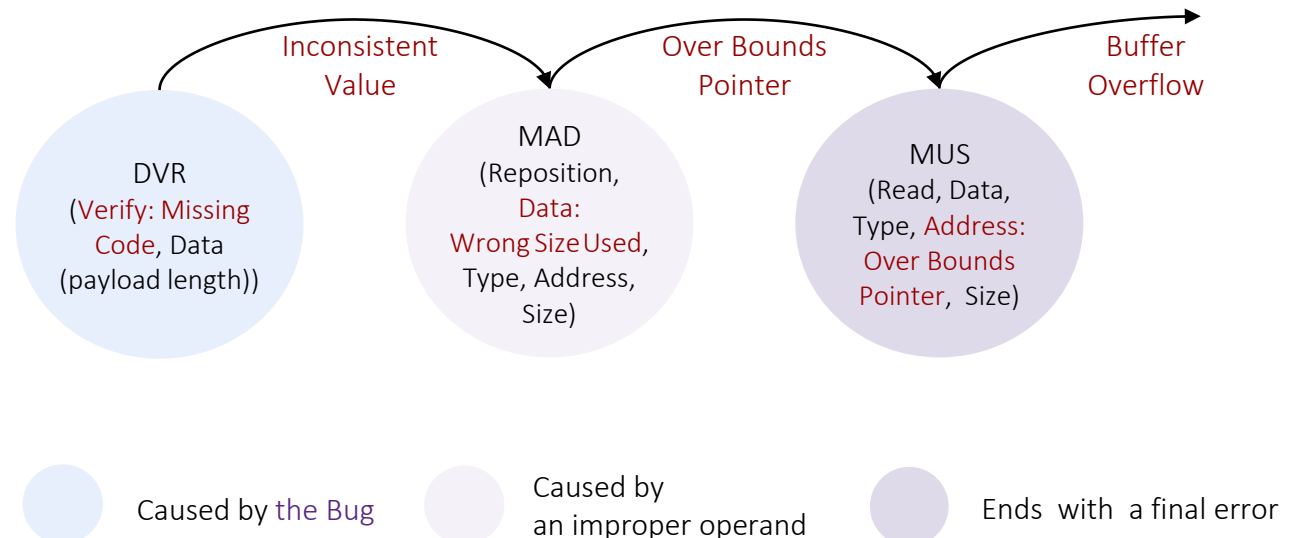 Inconsistent
Value
Over Bounds
Pointer
Buffer
Overflow
DVR
(Verify: Missing
Code, Data
(payload length))
MAD
(Reposition,
Data:
Wrong Size Used,
Type, Address,
Size)
MUS
(Read, Data,
Type, Address:
Over Bounds
Pointer, Size)
Caused by the Bug
Caused by
an improper operand
Ends with a final error